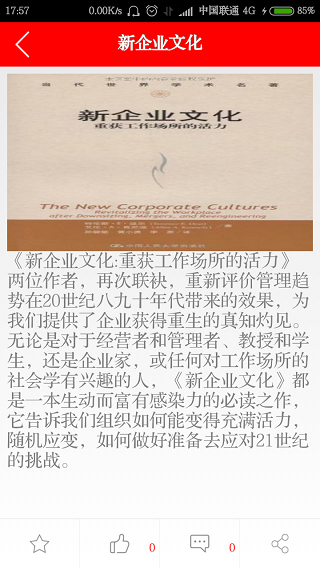 17:57
0.00K/s
中国联通 4G
85%
新企业文化
当代世界学术名著
新企业文化
重获工作场所的活力
The New Corporate Cultures
Revitalizing the Workplace
after Downsizing, Mergers, and Reengineering
中国人民大学出版社
《新企业文化:重获工作场所的活力》
两位作者，再次联袂，重新评价管理趋
势在20世纪八九十年代带来的效果，为
我们提供了企业获得重生的真知灼见。
无论是对于经营者和管理者、教授和学
生，还是企业家，或任何对工作场所的
社会学有兴趣的人，《新企业文化》都
是一本生动而富有感染力的必读之作，
它告诉我们组织如何能变得充满活力，
随机应变，如何做好准备去应对21世纪
的挑战。
0
0